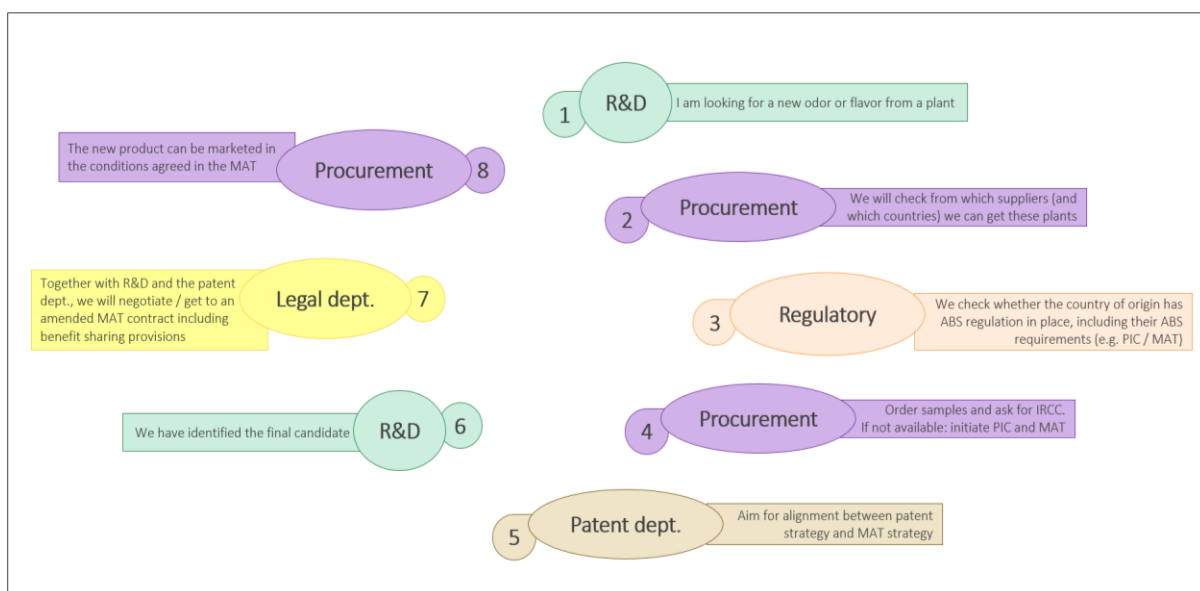 1
R&D
I am looking for a new odor or flavor from a plant
2
Procurement
We will check from which suppliers (and
which countries) we can get these plants
3
Regulatory
We check whether the country of origin has
ABS regulation in place, including their ABS
requirements (e.g. PIC / MAT)
4
Procurement
Order samples and ask for IRCC.
If not available: initiate PIC and MAT
5
Patent dept.
Aim for alignment between patent
strategy and MAT strategy
6
R&D
We have identified the final candidate
7
Legal dept.
Together with R&D and the patent
dept., we will negotiate / get to an
amended MAT contract including
benefit sharing provisions
8
Procurement
The new product can be marketed in
the conditions agreed in the MAT